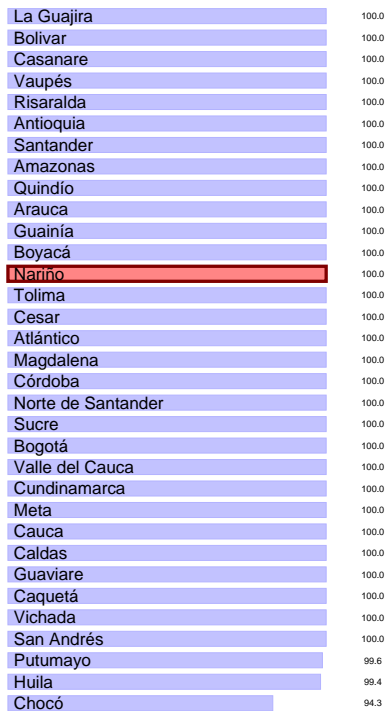 La Guajira 100.0
Bolivar 100.0
Casanare 100.0
Vaupés 100.0
Risaralda 100.0
Antioquia 100.0
Santander 100.0
Amazonas 100.0
Quindío 100.0
Arauca 100.0
Guainía 100.0
Boyacá 100.0
Nariño 100.0
Tolima 100.0
Cesar 100.0
Atlántico 100.0
Magdalena 100.0
Córdoba 100.0
Norte de Santander 100.0
Sucre 100.0
Bogotá 100.0
Valle del Cauca 100.0
Cundinamarca 100.0
Meta 100.0
Cauca 100.0
Caldas 100.0
Guaviare 100.0
Caquetá 100.0
Vichada 100.0
San Andrés 100.0
Putumayo 99.6
Huila 99.4
Chocó 94.3